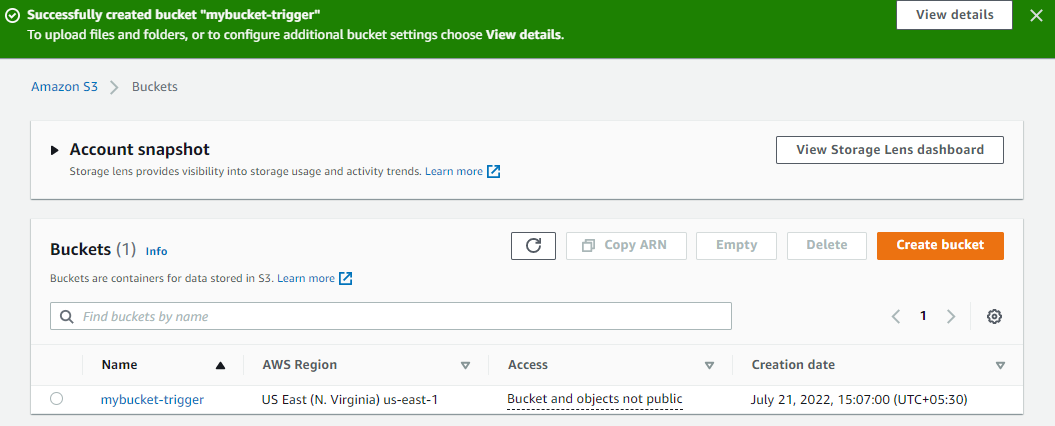 Successfully created bucket "mybucket-trigger"
To upload files and folders, or to configure additional bucket settings choose View details.
View details
Amazon S3 Buckets
Account snapshot
Storage lens provides visibility into storage usage and activity trends. Learn more
View Storage Lens dashboard
Buckets (1) Info
Buckets are containers for data stored in S3. Learn more
Copy ARN
Empty
Delete
Create bucket
Find buckets by name
1
Name AWS Region Access Creation date
mybucket-trigger US East (N. Virginia) us-east-1 Bucket and objects not public July 21, 2022, 15:07:00 (UTC+05:30)